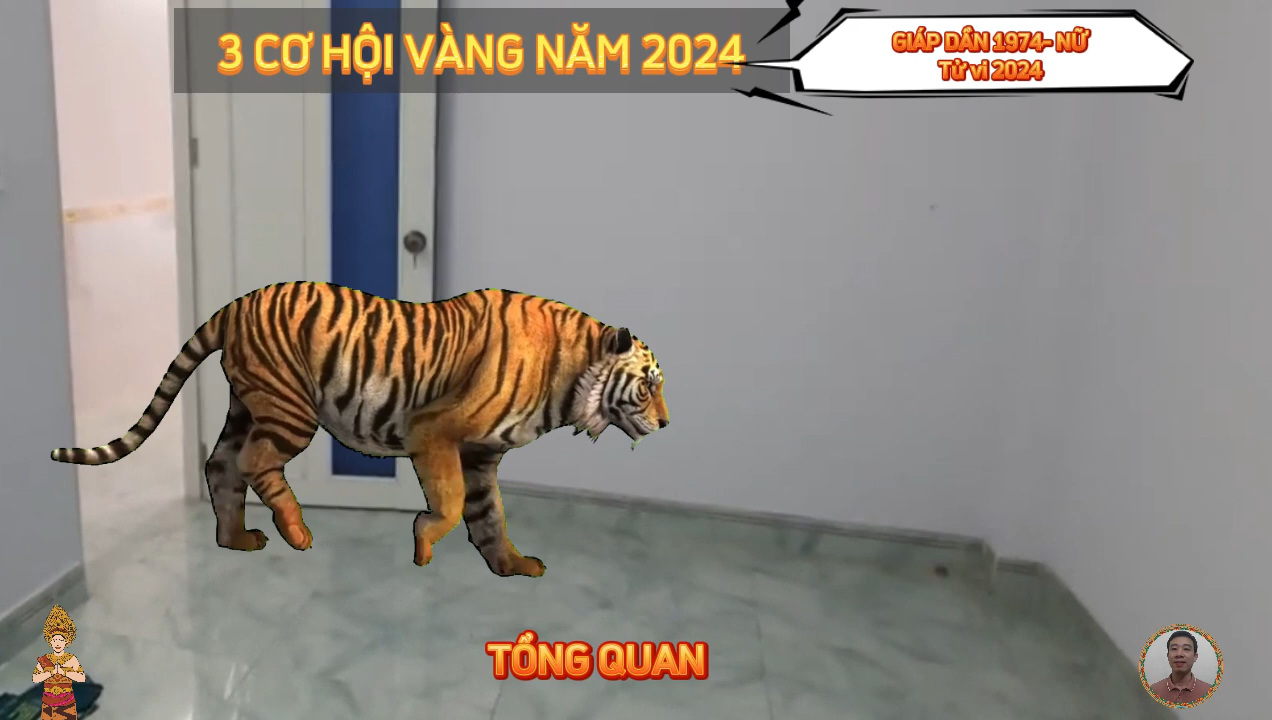 3 CƠ HỘI VÀNG NĂM 2024
GIÁP DẦN 1974- NỮ
Tử vi 2024
TỔNG QUAN